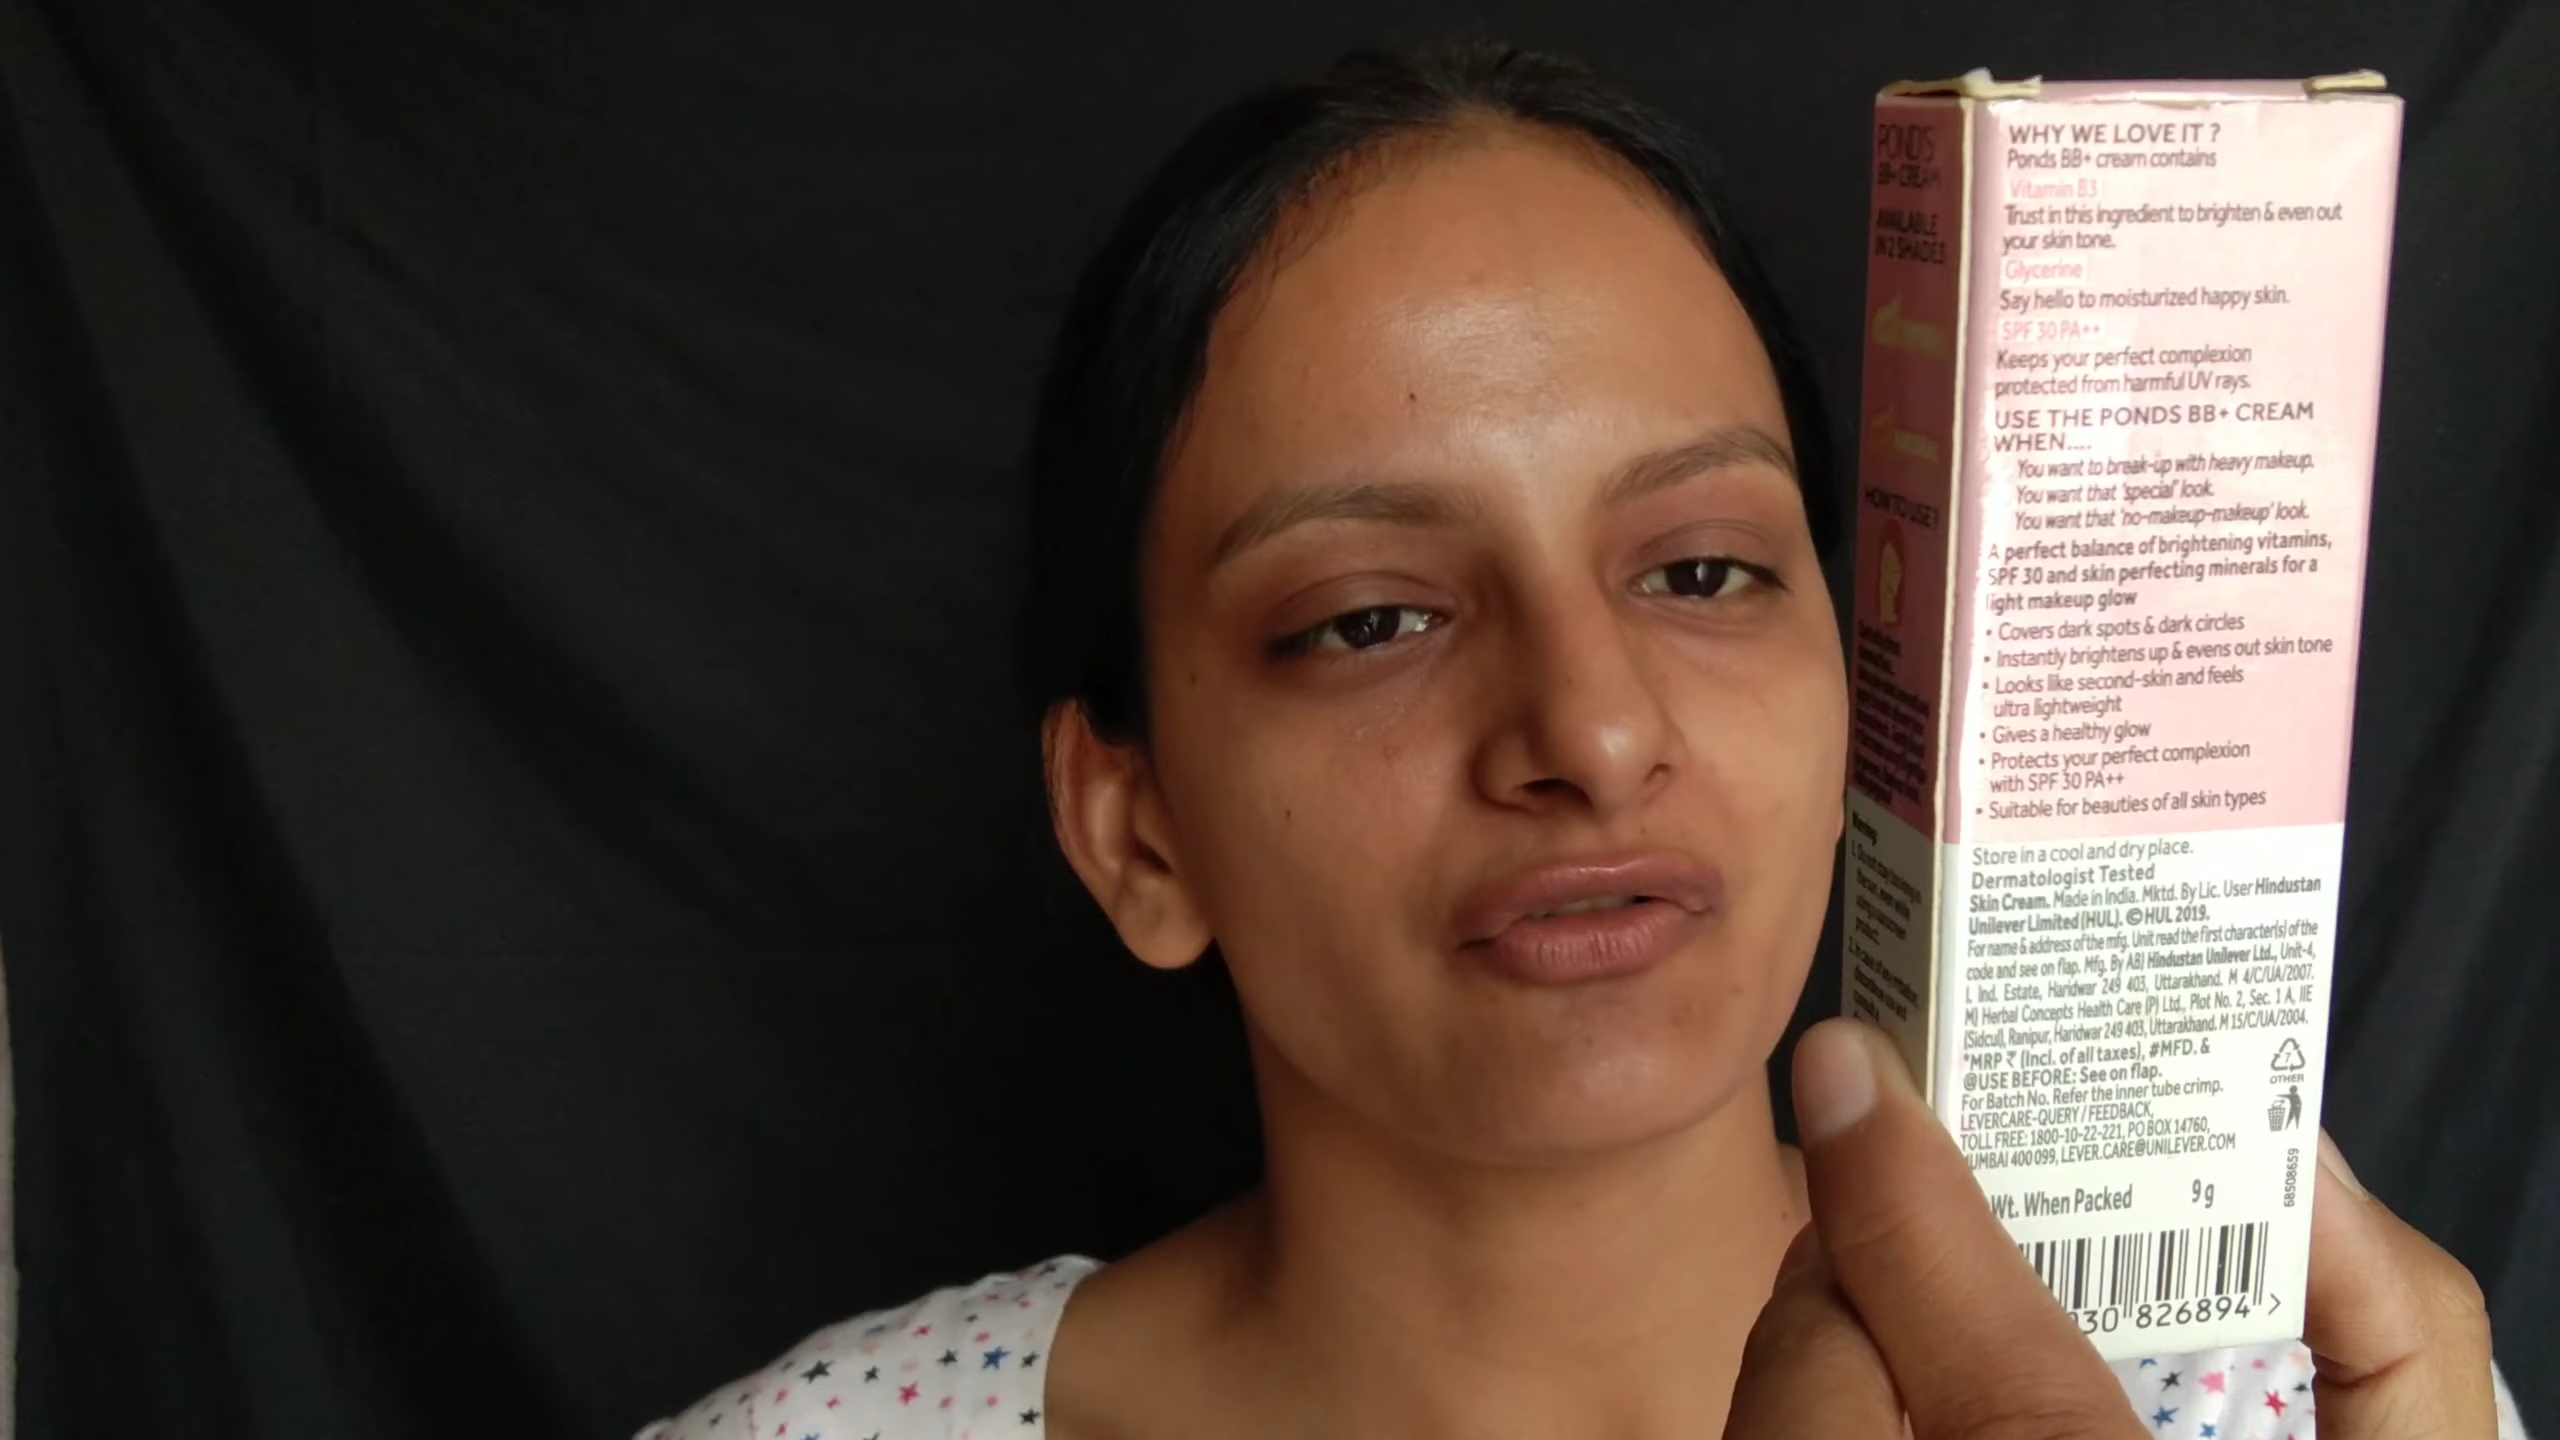 POND'S
BB+ CREAM
AVAILABLE
IN 2 SHADES
HOW TO USE?
WHY WE LOVE IT ?
Ponds BB+ cream contains
Vitamin B3
Trust in this ingredient to brighten & even out
your skin tone.
Glycerine
Say hello to moisturized happy skin.
SPF 30 PA++
Keeps your perfect complexion
protected from harmful UV rays.
USE THE PONDS BB+ CREAM
WHEN....
You want to break-up with heavy makeup.
You want that 'special' look.
You want that 'no-makeup-makeup' look.
A perfect balance of brightening vitamins,
SPF 30 and skin perfecting minerals for a
light makeup glow
• Covers dark spots & dark circles
• Instantly brightens up & evens out skin tone
• Looks like second-skin and feels
ultra lightweight
• Gives a healthy glow
• Protects your perfect complexion
with SPF 30 PA++
• Suitable for beauties of all skin types
Store in a cool and dry place.
Dermatologist Tested
Skin Cream. Made in India. Mktd. By Lic. User Hindustan
Unilever Limited (HUL). © HUL 2019.
For name & address of the mfg. Unit read the first character(s) of the
code and see on flap. Mfg. By AB) Hindustan Unilever Ltd., Unit-4,
I. Ind. Estate, Haridwar 249 403, Uttarakhand. M 4/C/UA/2007.
M) Herbal Concepts Health Care (P) Ltd., Plot No. 2, Sec. 1 A, IIE
(Sidcul), Ranipur, Haridwar 249 403, Uttarakhand. M 15/C/UA/2004.
*MRP ₹ (Incl. of all taxes), #MFD. &
@USE BEFORE: See on flap.
For Batch No. Refer the inner tube crimp.
LEVERCARE-QUERY / FEEDBACK,
TOLL FREE: 1800-10-22-221, PO BOX 14760,
UMBAI 400 099, LEVER.CARE@UNILEVER.COM
7
OTHER
68508659
Wt. When Packed 9 g
30 826894 >